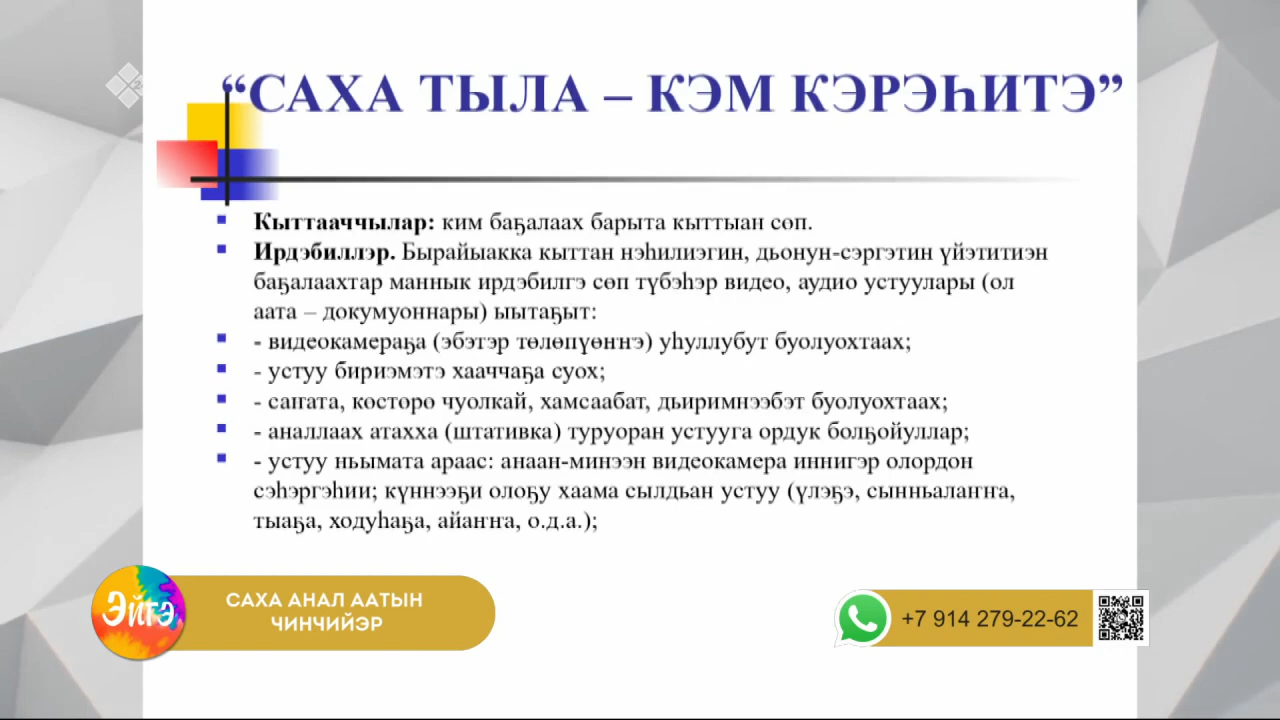 “САХА ТЫЛА – КЭМ КЭРЭҺИТЭ”
Кыттааччылар: ким баҕалаах барыта кыттыан сөп.
Ирдэбиллэр. Бырайыакка кыттан нэһилиэгин, дьонун-сэргэтин үйэтитиэн
баҕалаахтар маннык ирдэбилгэ сөп түбэһэр видео, аудио устуулары (ол
аата – докумуоннары) ыытаҕыт:
- видеокамераҕа (эбэтэр төлөпүөҥҥэ) уһуллубут буолуохтаах;
- устуу бириэмэтэ хааччаҕа суох;
- саҥата, көстөрө чуолкай, хамсаабат, дьиримнээбэт буолуохтаах;
- аналлаах атахха (штативка) туруоран устууга ордук болҕойуллар;
- устуу ньымата араас: анаан-минээн видеокамера иннигэр олордон
сэһэргэһии; күннээҕи олоҕу хаама сылдьан устуу (үлэҕэ, сынньалаҥҥа,
тыаҕа, ходуһаҕа, айаҥҥа, о.д.а.);
Эйгэ
САХА АНАЛ ААТЫН
ЧИНЧИЙЭР
+7 914 279-22-62